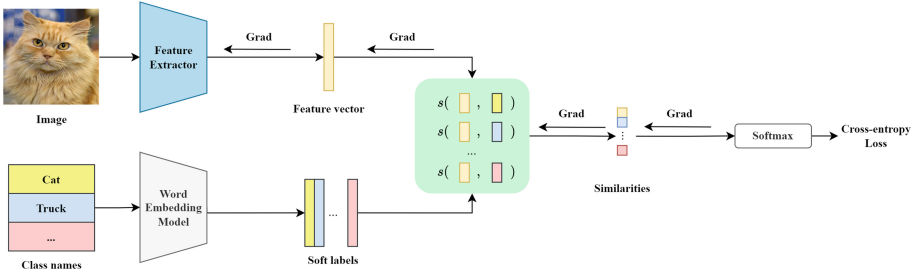 Image
Feature
Extractor
Grad
Feature vector
Grad
s( , )
s( , )
...
s( , )
Grad
⋮
Similarities
Grad
Softmax
Cross-entropy
Loss
Cat
Truck
...
Class names
Word
Embedding
Model
...
Soft labels